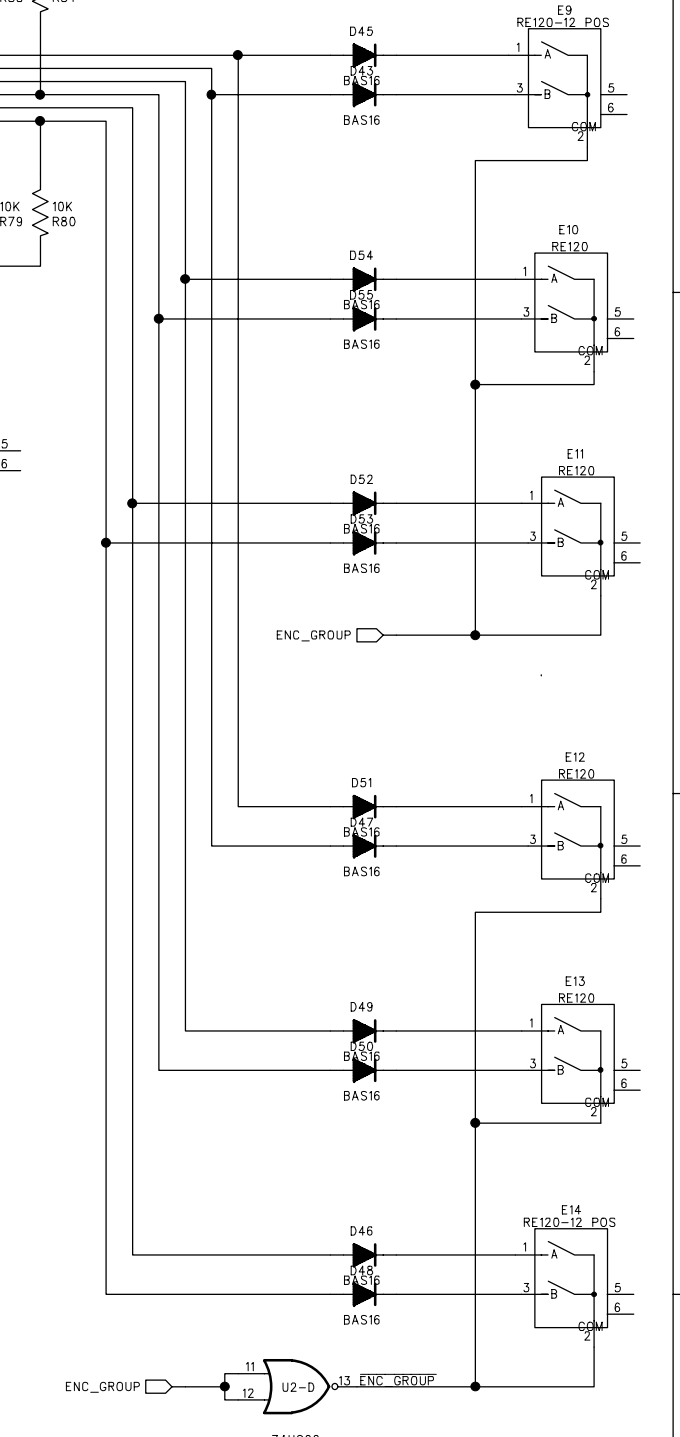 E9
RE120-12 POS
D45
1
A
D43
BAS16
3
B
5
BAS16
6
COM
2
10K
10K
R79
R80
E10
RE120
D54
1
A
D55
BAS16
3
B
5
BAS16
6
COM
2
5
6
E11
RE120
D52
1
A
D53
BAS16
3
B
5
BAS16
6
COM
2
ENC_GROUP
E12
RE120
D51
1
A
D47
BAS16
3
B
5
BAS16
6
COM
2
E13
RE120
D49
1
A
D50
BAS16
3
B
5
BAS16
6
COM
2
E14
RE120-12 POS
D46
1
A
D48
BAS16
3
B
5
BAS16
6
COM
2
11
ENC_GROUP
U2-D
13
ENC_GROUP
12